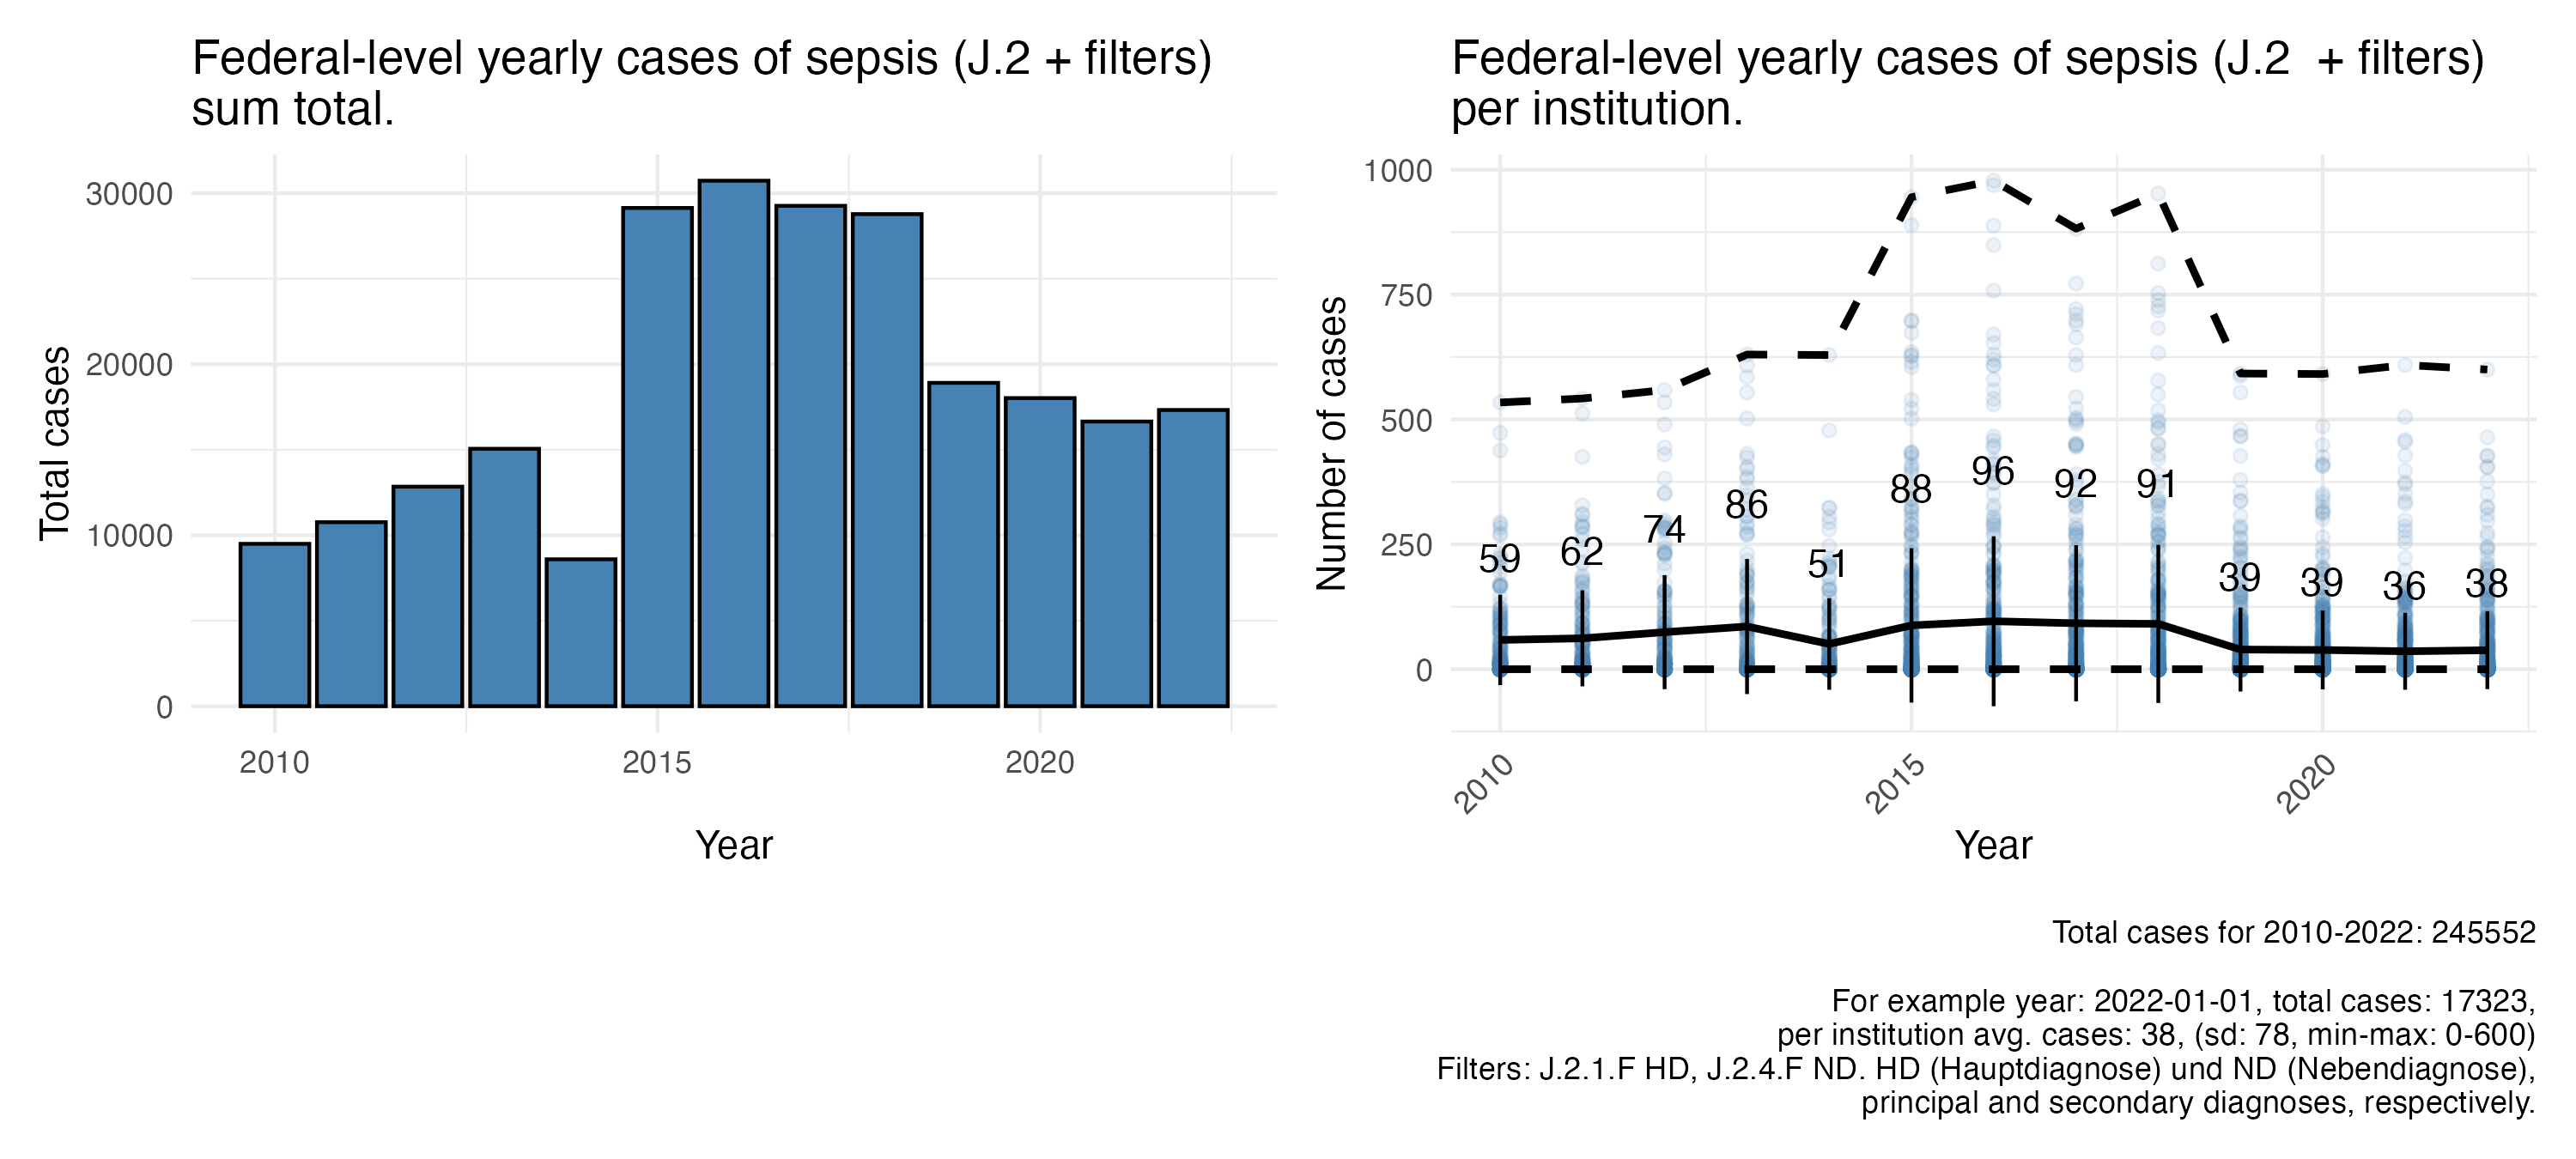 Federal-level yearly cases of sepsis (J.2 + filters)
sum total.
Total cases
30000
20000
10000
0
2010
2015
2020
Year
Federal-level yearly cases of sepsis (J.2  + filters)
per institution.
Number of cases
1000
750
500
250
0
59
62
74
86
51
88
96
92
91
39
39
36
38
2010
2015
2020
Year
Total cases for 2010-2022: 245552
For example year: 2022-01-01, total cases: 17323,
per institution avg. cases: 38, (sd: 78, min-max: 0-600)
Filters: J.2.1.F HD, J.2.4.F ND. HD (Hauptdiagnose) und ND (Nebendiagnose),
principal and secondary diagnoses, respectively.